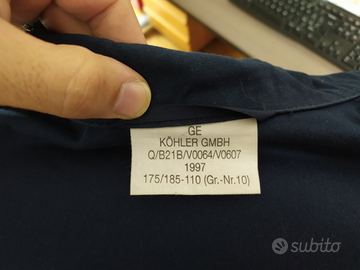 GE
KÖHLER GMBH
Q/B21B/V0064/V0607
1997
175/185-110 (Gr.-Nr.10)
subito